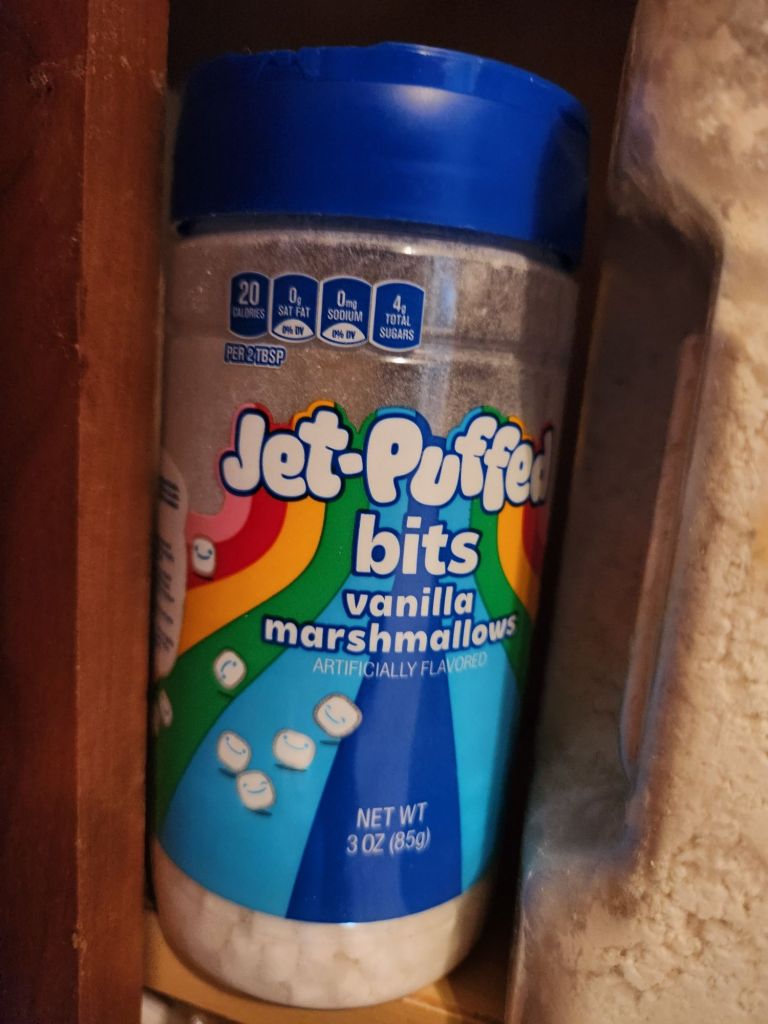 20 CALORIES
0g SAT FAT 0% DV
0mg SODIUM 0% DV
4g TOTAL SUGARS
PER 2 TBSP
Jet-Puffed
bits
vanilla
marshmallows
ARTIFICIALLY FLAVORED
NET WT
3 OZ (85g)